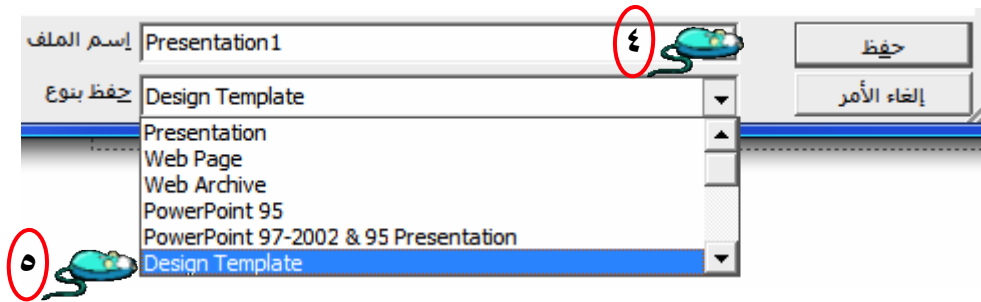 إسم الملف Presentation1 ٤ حفظ
حفظ بنوع Design Template إلغاء الأمر
Presentation
Web Page
Web Archive
PowerPoint 95
PowerPoint 97-2002 & 95 Presentation
٥ Design Template